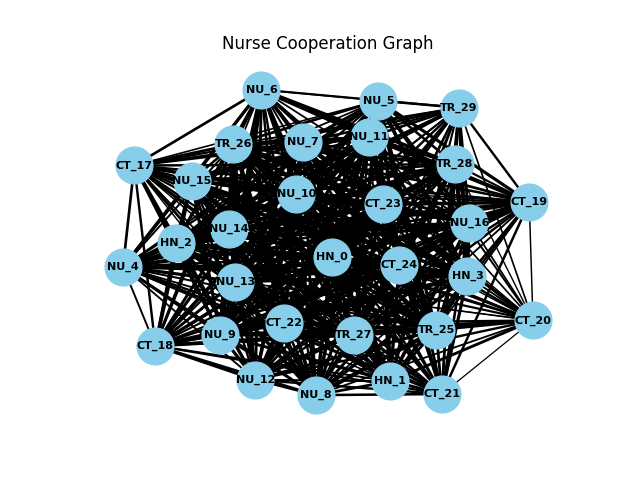 Nurse Cooperation Graph
NU_6
NU_5
TR_29
TR_26
NU_7
NU_11
CT_17
TR_28
NU_15
NU_10
CT_23
CT_19
NU_14
NU_16
HN_2
HN_0
NU_4
CT_24
HN_3
NU_13
CT_22
CT_20
CT_18
NU_9
TR_27
TR_25
NU_12
HN_1
NU_8
CT_21